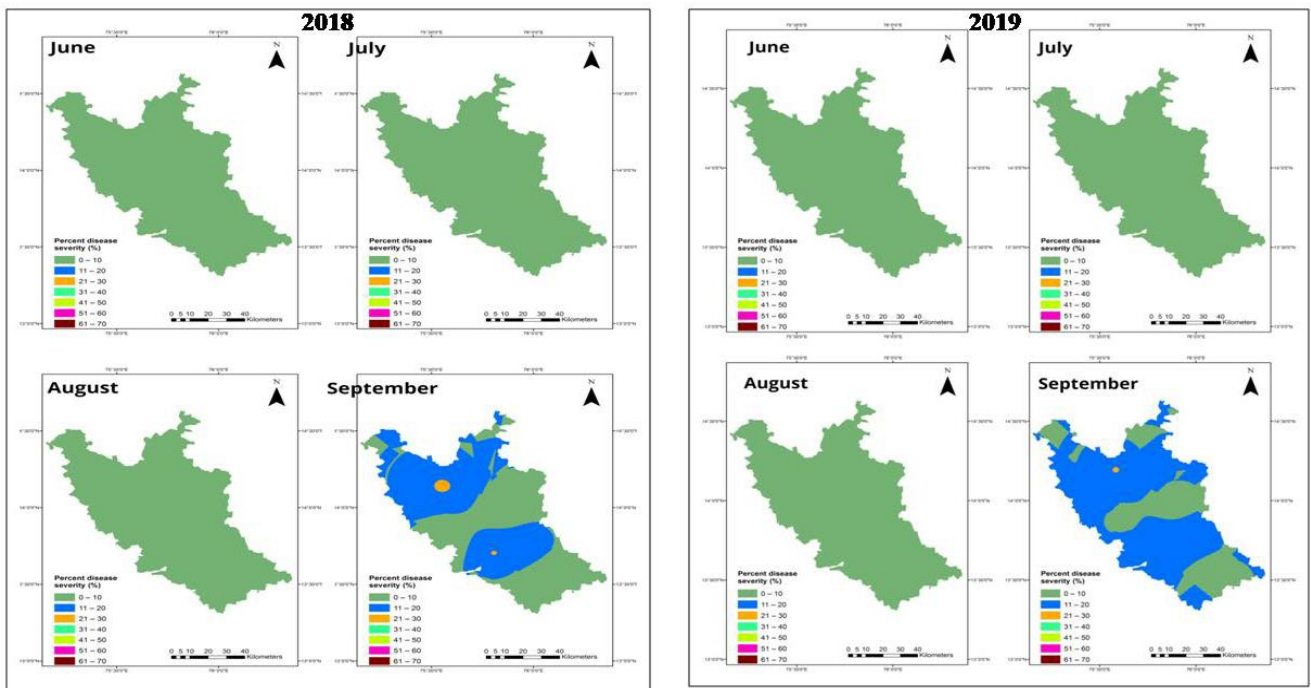 2018
June
N
Percent disease
severity (%)
0 – 10
11 – 20
21 – 30
31 – 40
41 – 50
51 – 60
61 – 70
0 5 10 20 30 40
Kilometers
July
N
Percent disease
severity (%)
0 – 10
11 – 20
21 – 30
31 – 40
41 – 50
51 – 60
61 – 70
0 5 10 20 30 40
Kilometers
August
N
Percent disease
severity (%)
0 – 10
11 – 20
21 – 30
31 – 40
41 – 50
51 – 60
61 – 70
0 5 10 20 30 40
Kilometers
September
N
Percent disease
severity (%)
0 – 10
11 – 20
21 – 30
31 – 40
41 – 50
51 – 60
61 – 70
0 5 10 20 30 40
Kilometers
2019
June
N
Percent disease
severity (%)
0 – 10
11 – 20
21 – 30
31 – 40
41 – 50
51 – 60
61 – 70
0 5 10 20 30 40
Kilometers
July
N
Percent disease
severity (%)
0 – 10
11 – 20
21 – 30
31 – 40
41 – 50
51 – 60
61 – 70
0 5 10 20 30 40
Kilometers
August
N
Percent disease
severity (%)
0 – 10
11 – 20
21 – 30
31 – 40
41 – 50
51 – 60
61 – 70
0 5 10 20 30 40
Kilometers
September
N
Percent disease
severity (%)
0 – 10
11 – 20
21 – 30
31 – 40
41 – 50
51 – 60
61 – 70
0 5 10 20 30 40
Kilometers